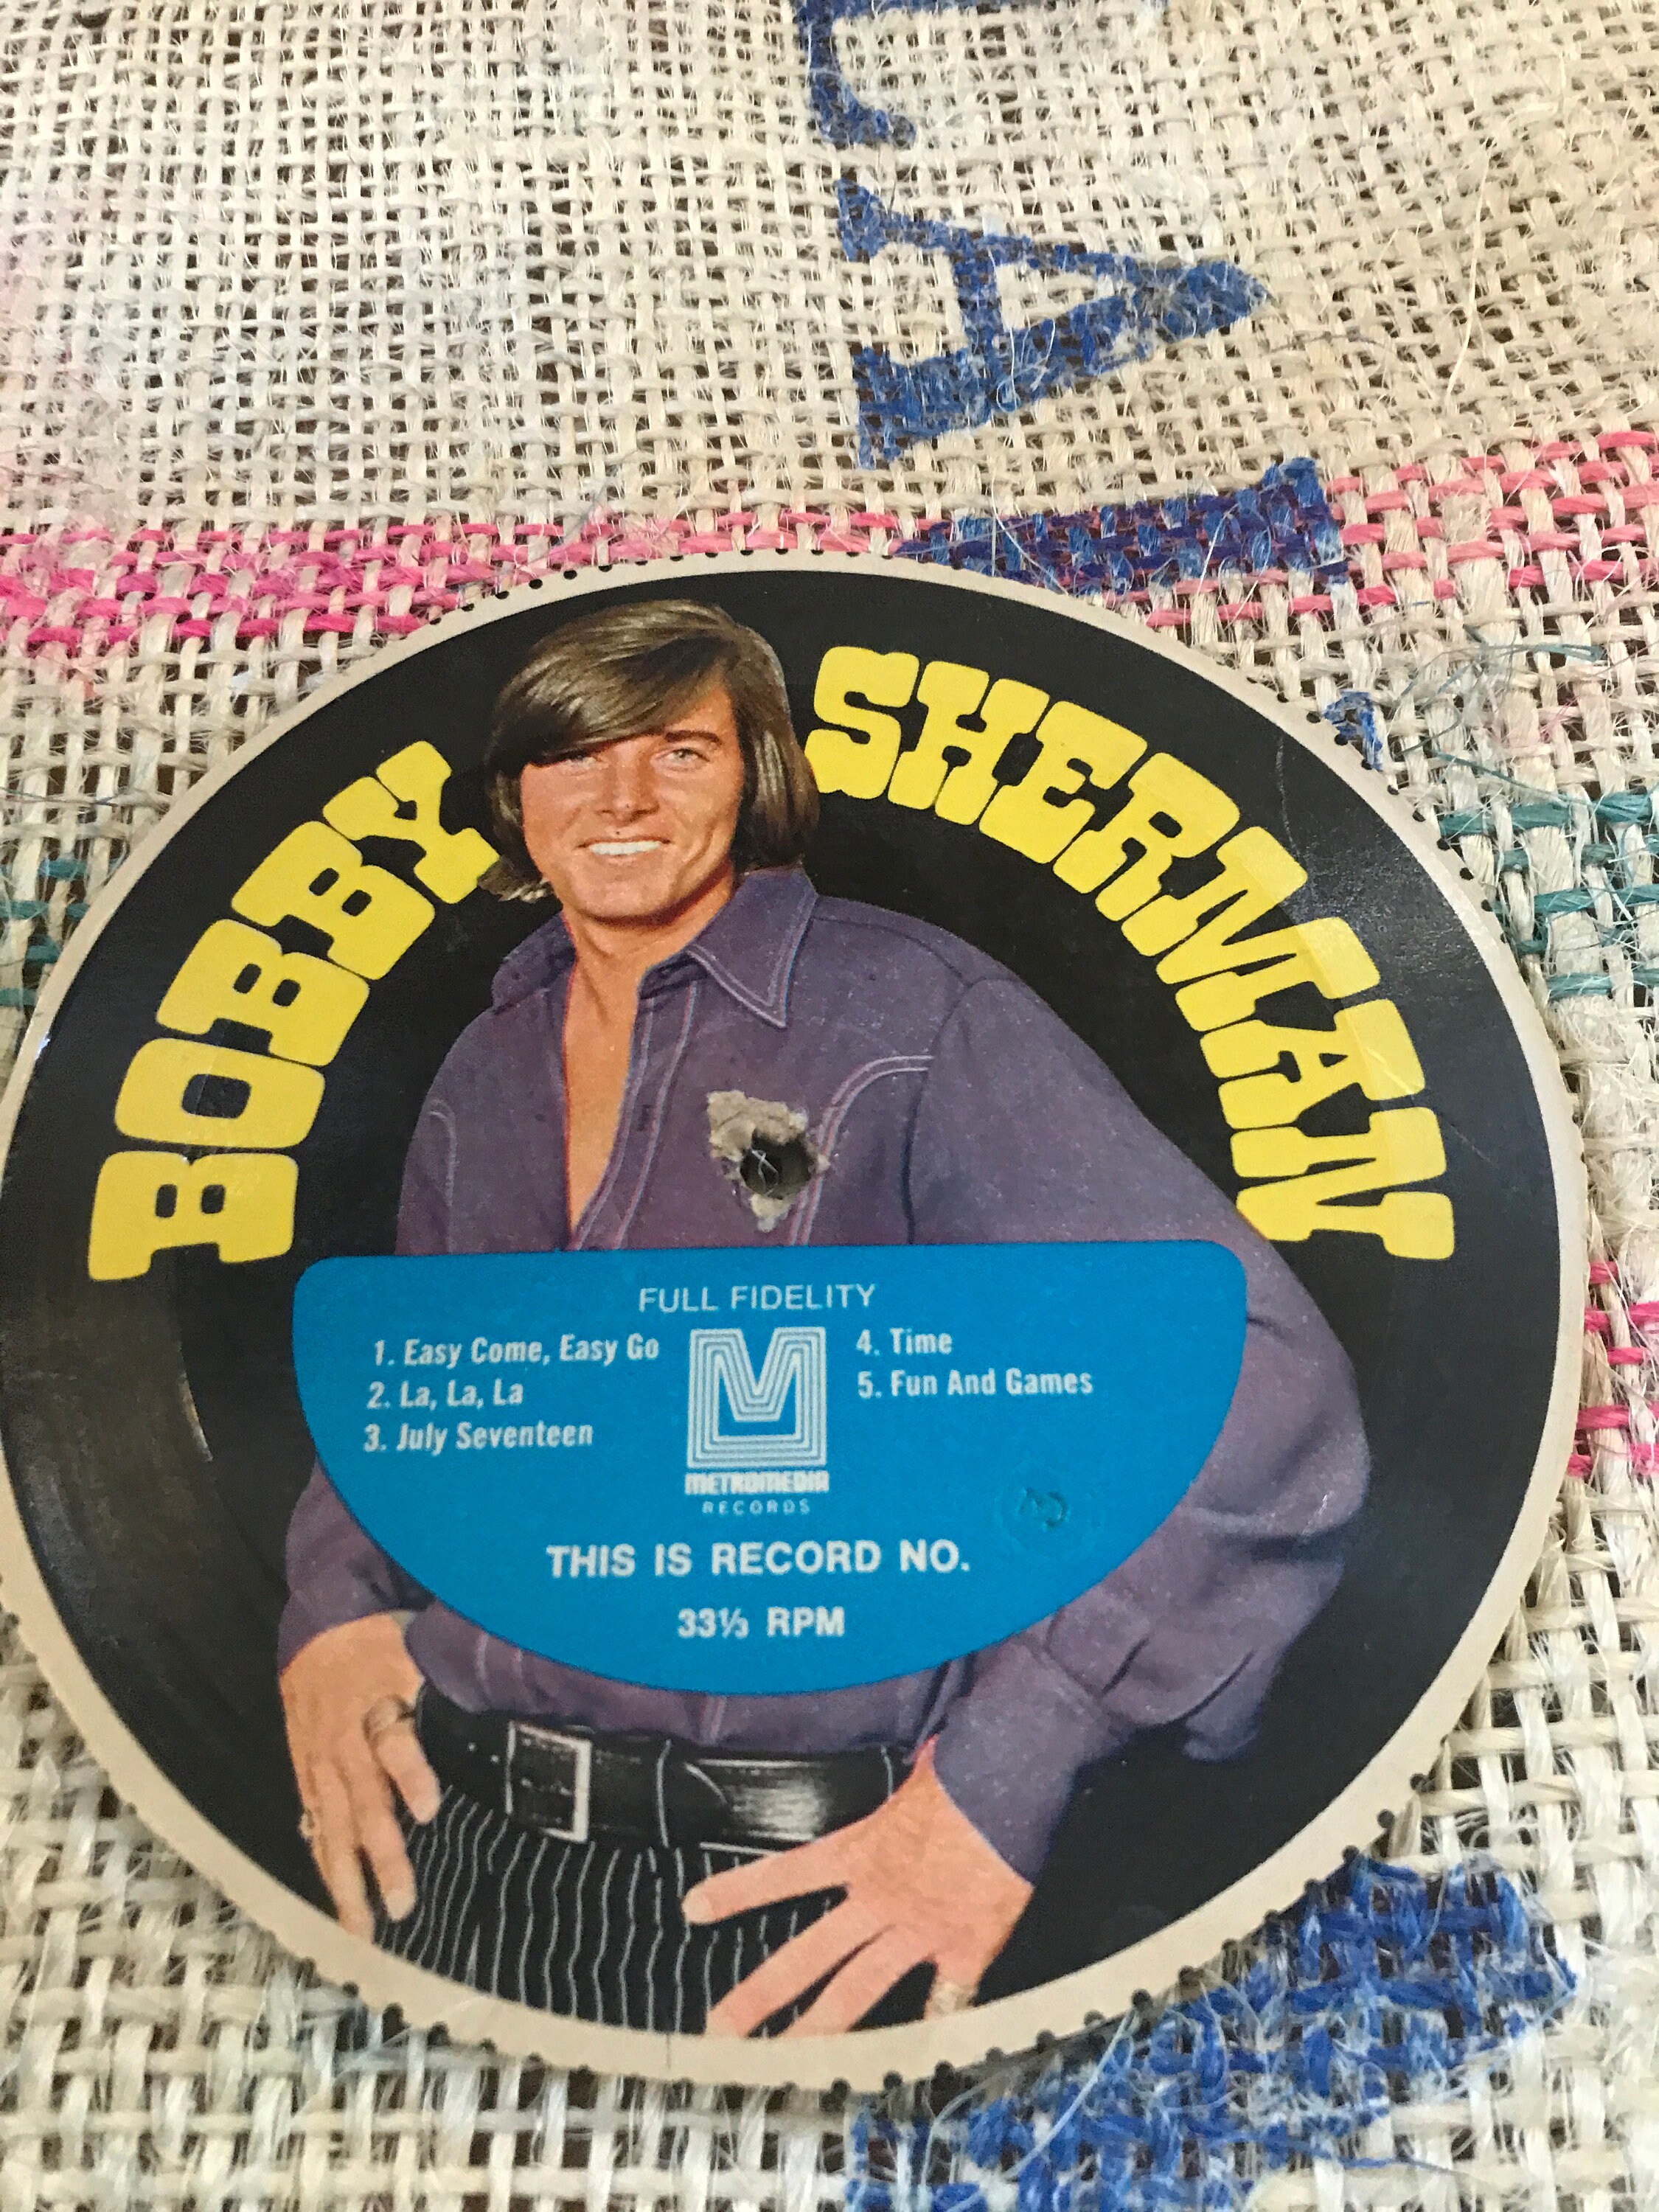 BOBBY SHERMAN
FULL FIDELITY
1. Easy Come, Easy Go
2. La, La, La
3. July Seventeen
4. Time
5. Fun And Games
METROMEDIA
RECORDS
THIS IS RECORD NO.
33⅓ RPM